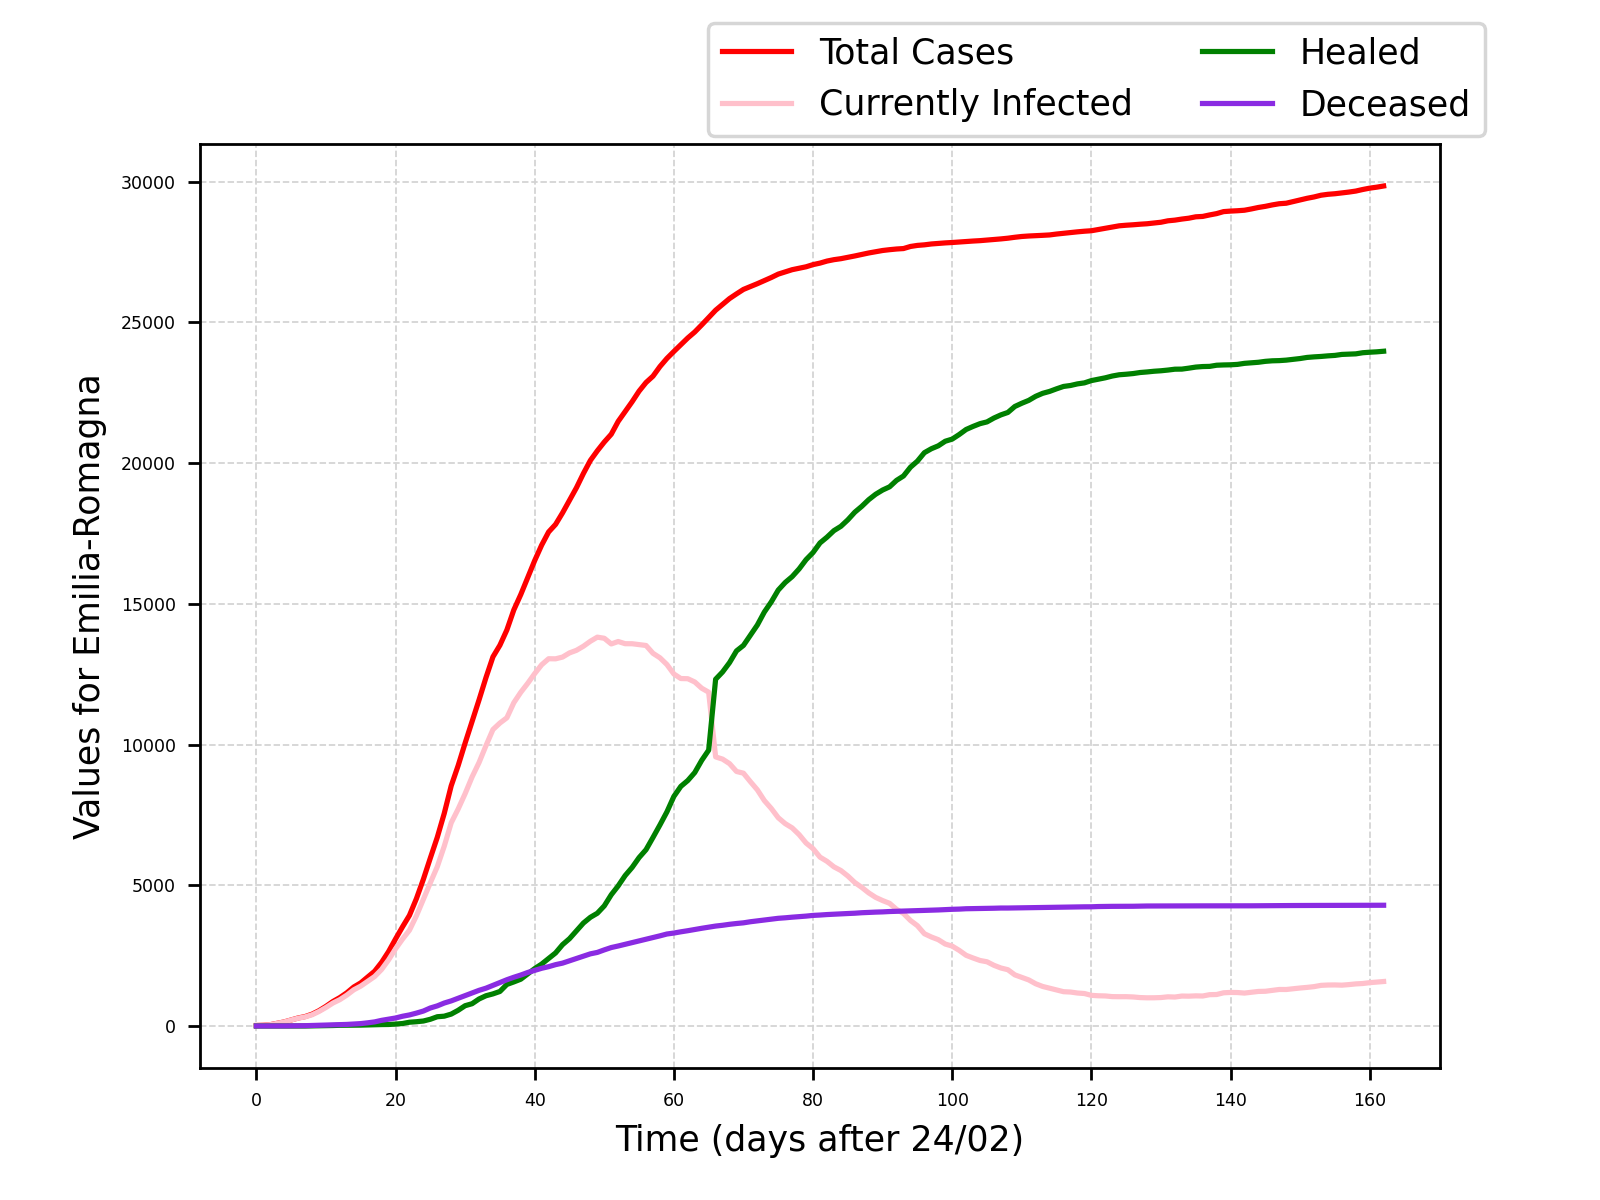 Total Cases
Currently Infected
Healed
Deceased
30000
25000
20000
15000
10000
5000
0
Values for Emilia-Romagna
0 20 40 60 80 100 120 140 160
Time (days after 24/02)